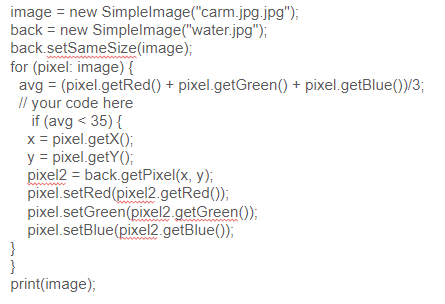 image = new SimpleImage("carm.jpg.jpg");
back = new SimpleImage("water.jpg");
back.setSameSize(image);
for (pixel: image) {
avg = (pixel.getRed() + pixel.getGreen() + pixel.getBlue())/3;
// your code here
if (avg < 35) {
x = pixel.getX();
y = pixel.getY();
pixel2 = back.getPixel(x, y);
pixel.setRed(pixel2.getRed());
pixel.setGreen(pixel2.getGreen());
pixel.setBlue(pixel2.getBlue());
}
}
print(image);